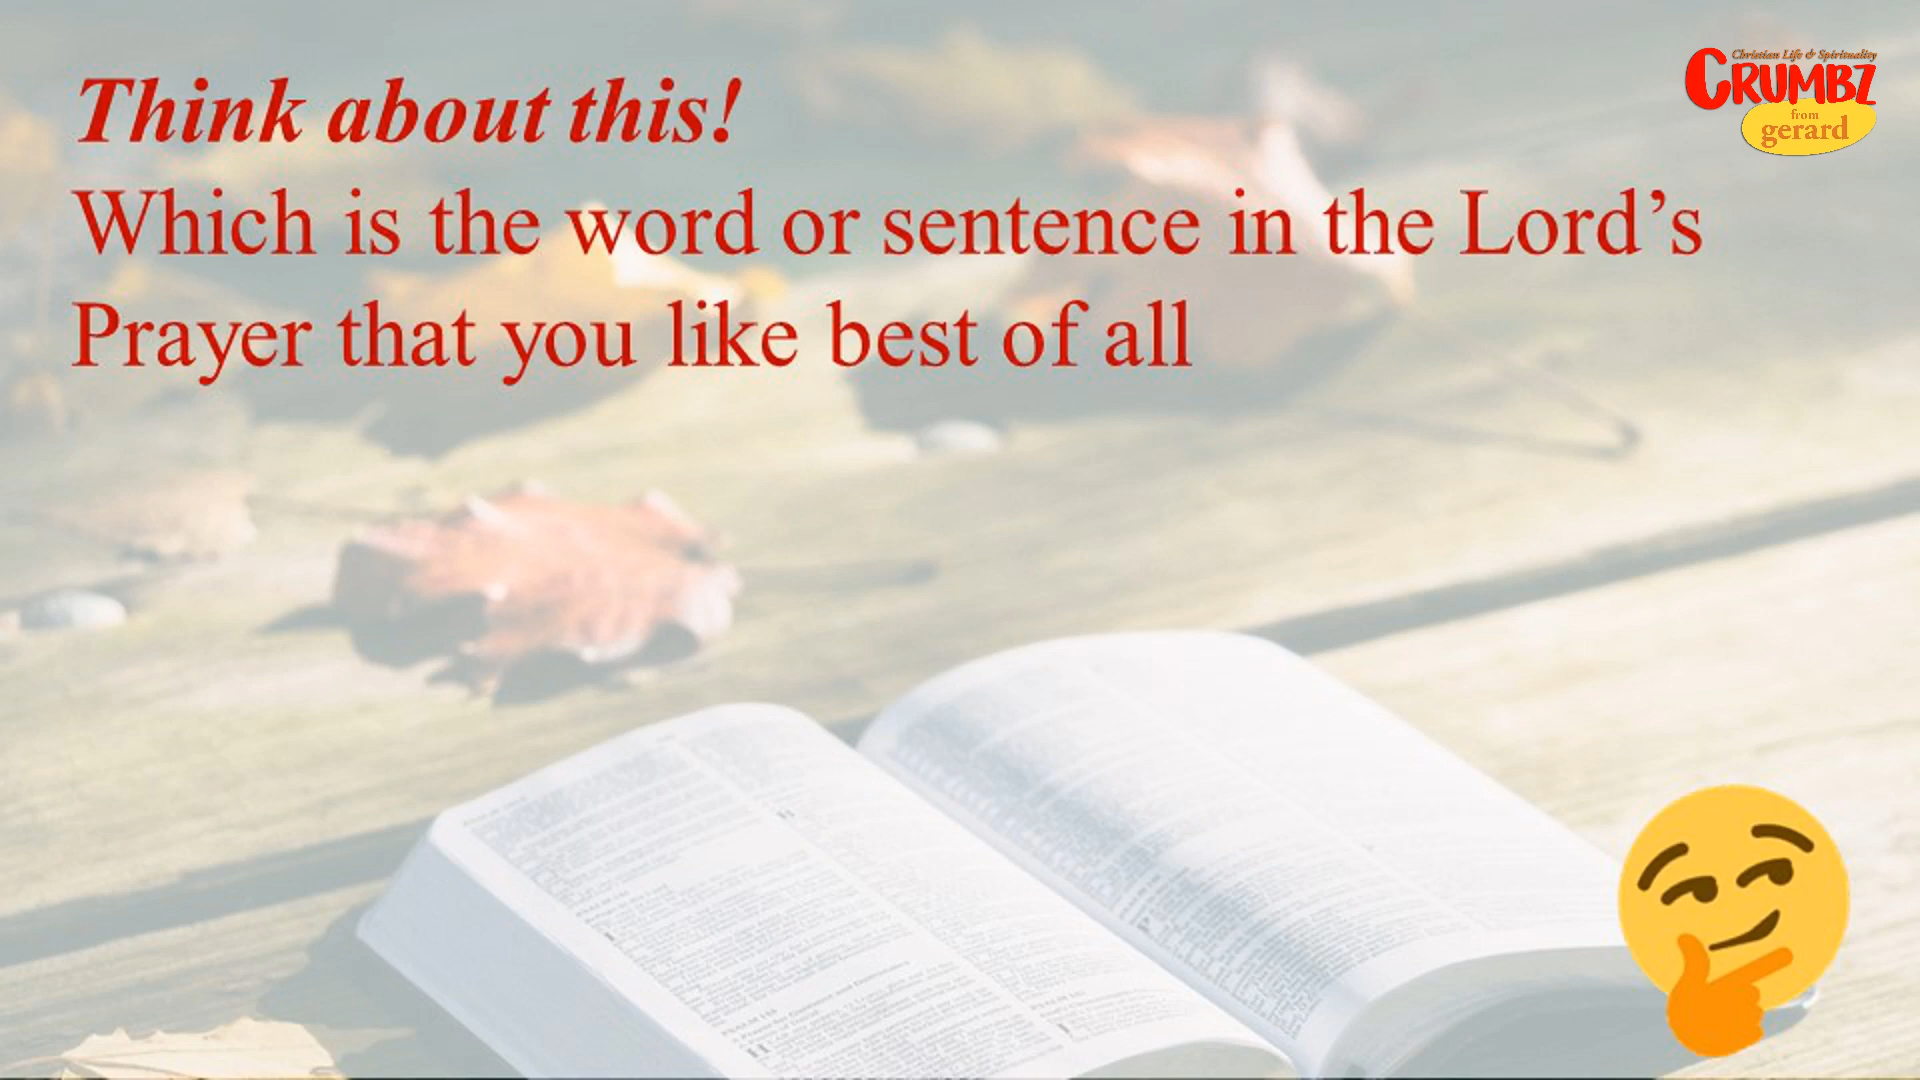 Think about this!
Which is the word or sentence in the Lord’s
Prayer that you like best of all
Christian Life & Spirituality
CRUMBZ
from
gerard